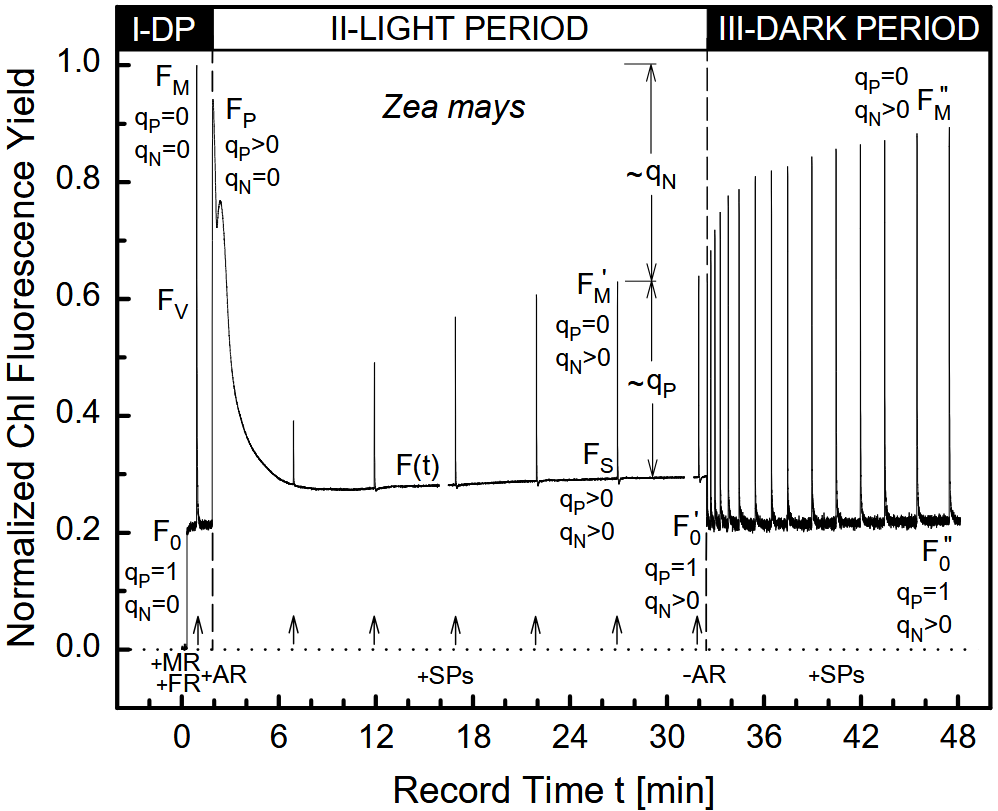 I-DP II-LIGHT PERIOD III-DARK PERIOD
Normalized Chl Fluorescence Yield
1.0
0.8
0.6
0.4
0.2
0.0
F_M
q_P=0
q_N=0
F_P
q_P>0
q_N=0
Zea mays
F_V
F_0
q_P=1
q_N=0
F(t)
~q_N
~q_P
F_M'
q_P=0
q_N>0
F_S
q_P>0
q_N>0
F_0'
q_P=1
q_N>0
q_P=0
q_N>0
F_M''
F_0''
q_P=1
q_N>0
+MR
+FR
+AR
+SPs
-AR
+SPs
0 6 12 18 24 30 36 42 48
Record Time t [min]